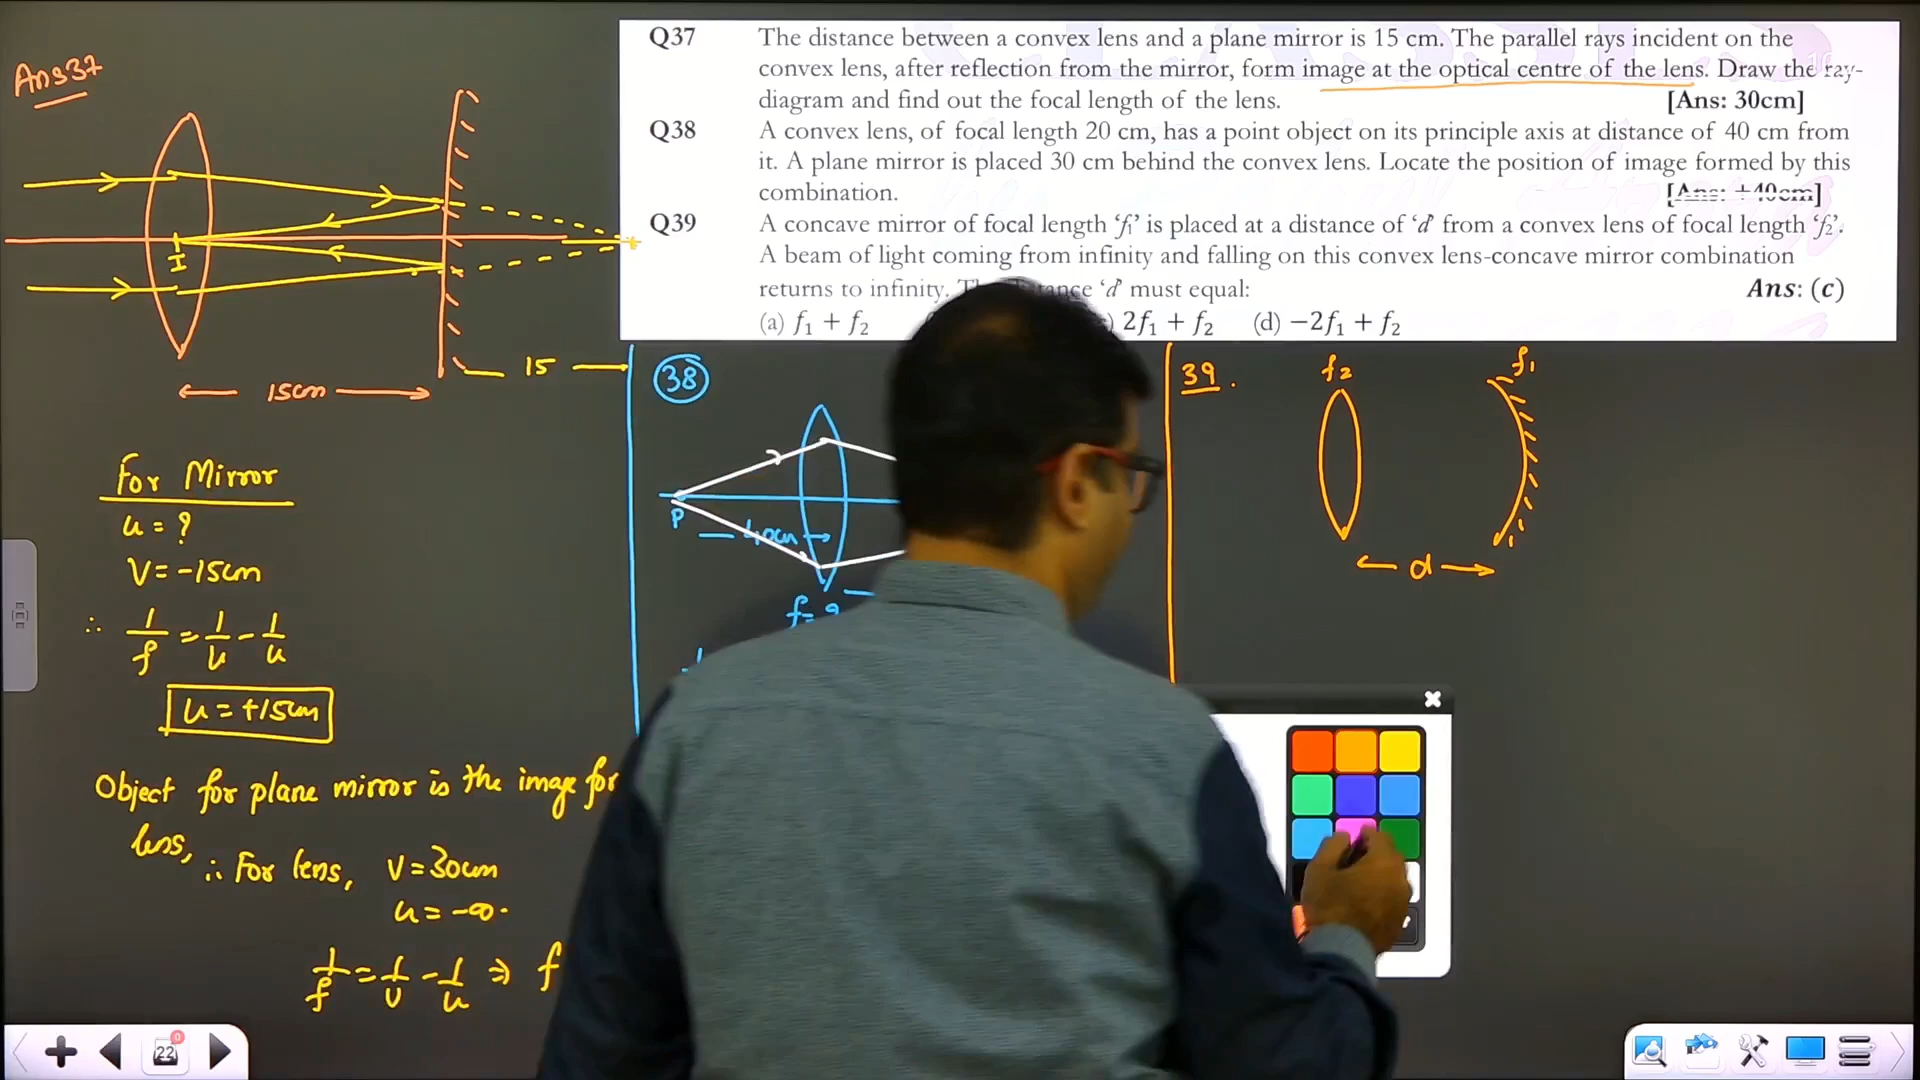 Q37 The distance between a convex lens and a plane mirror is 15 cm. The parallel rays incident on the
convex lens, after reflection from the mirror, form image at the optical centre of the lens. Draw the ray-
diagram and find out the focal length of the lens. [Ans: 30cm]
Q38 A convex lens, of focal length 20 cm, has a point object on its principle axis at distance of 40 cm from
it. A plane mirror is placed 30 cm behind the convex lens. Locate the position of image formed by this
combination. [Ans: +40cm]
Q39 A concave mirror of focal length ‘f₁’ is placed at a distance of ‘d’ from a convex lens of focal length ‘f₂’.
A beam of light coming from infinity and falling on this convex lens-concave mirror combination
returns to infinity. ‘d’ must equal: Ans: (c)
(a) f₁ + f₂ 2f₁ + f₂ (d) −2f₁ + f₂
Ans 37
I
15
15cm
For Mirror
u = ?
V = -15cm
∴ 1/f = 1/u - 1/u
u = +15cm
Object for plane mirror is the image for
lens,
∴ For lens, V = 30cm
u = -∞.
1/f = 1/v - 1/u ⇒ f
38
P
40cm
f=
39.
f₂
f₁
d
22
0